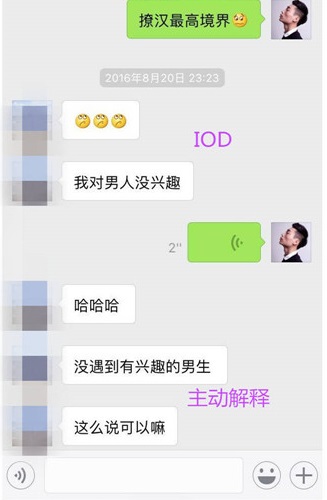 撩汉最高境界
2016年8月20日 23:23
IOD
我对男人没兴趣
2"
哈哈哈
没遇到有兴趣的男生
主动解释
这么说可以嘛